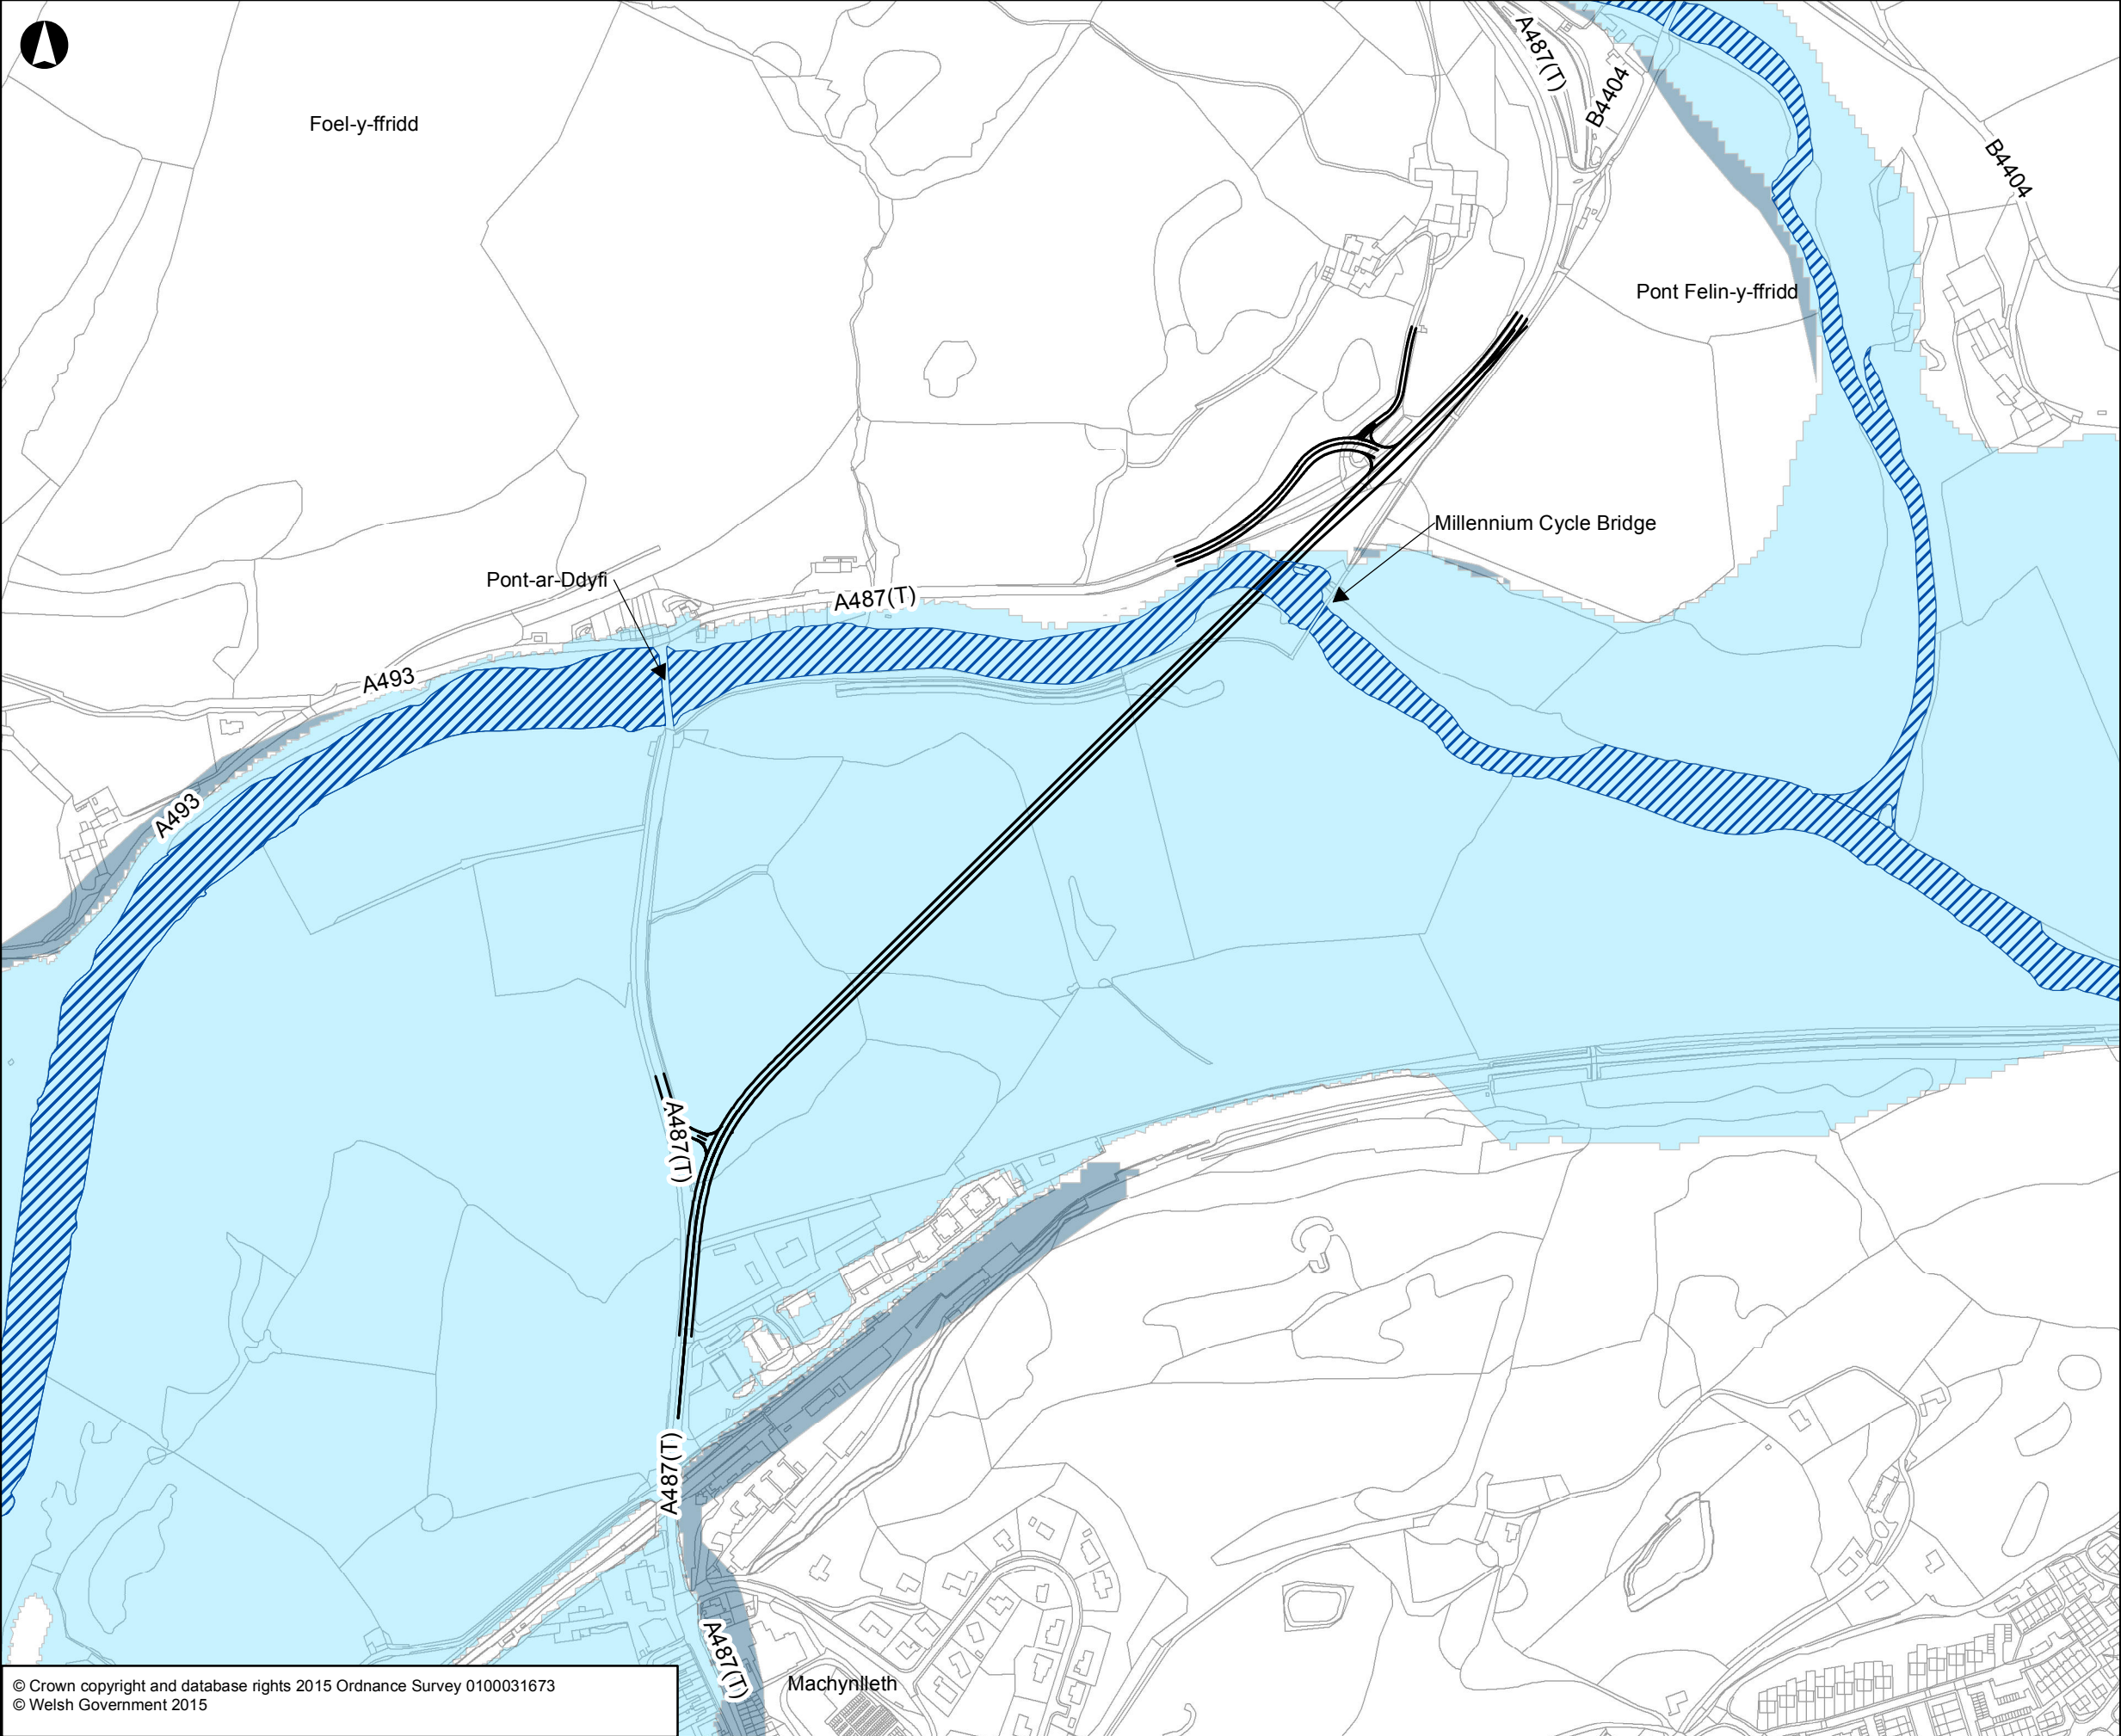 A487(T)
B4404
Foel-y-ffridd
B4404
Pont Felin-y-ffridd
Millennium Cycle Bridge
Pont-ar-Ddyfi
A487(T)
A493
A493
A487(T)
A487(T)
A487(T)
Machynlleth
© Crown copyright and database rights 2015 Ordnance Survey 0100031673
© Welsh Government 2015